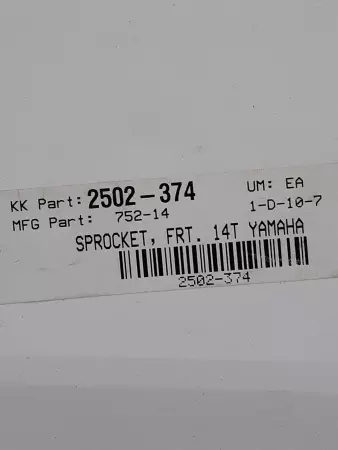 KK Part: 2502-374 UM: EA
MFG Part: 752-14 1-D-10-7
SPROCKET, FRT. 14T YAMAHA
2502-374